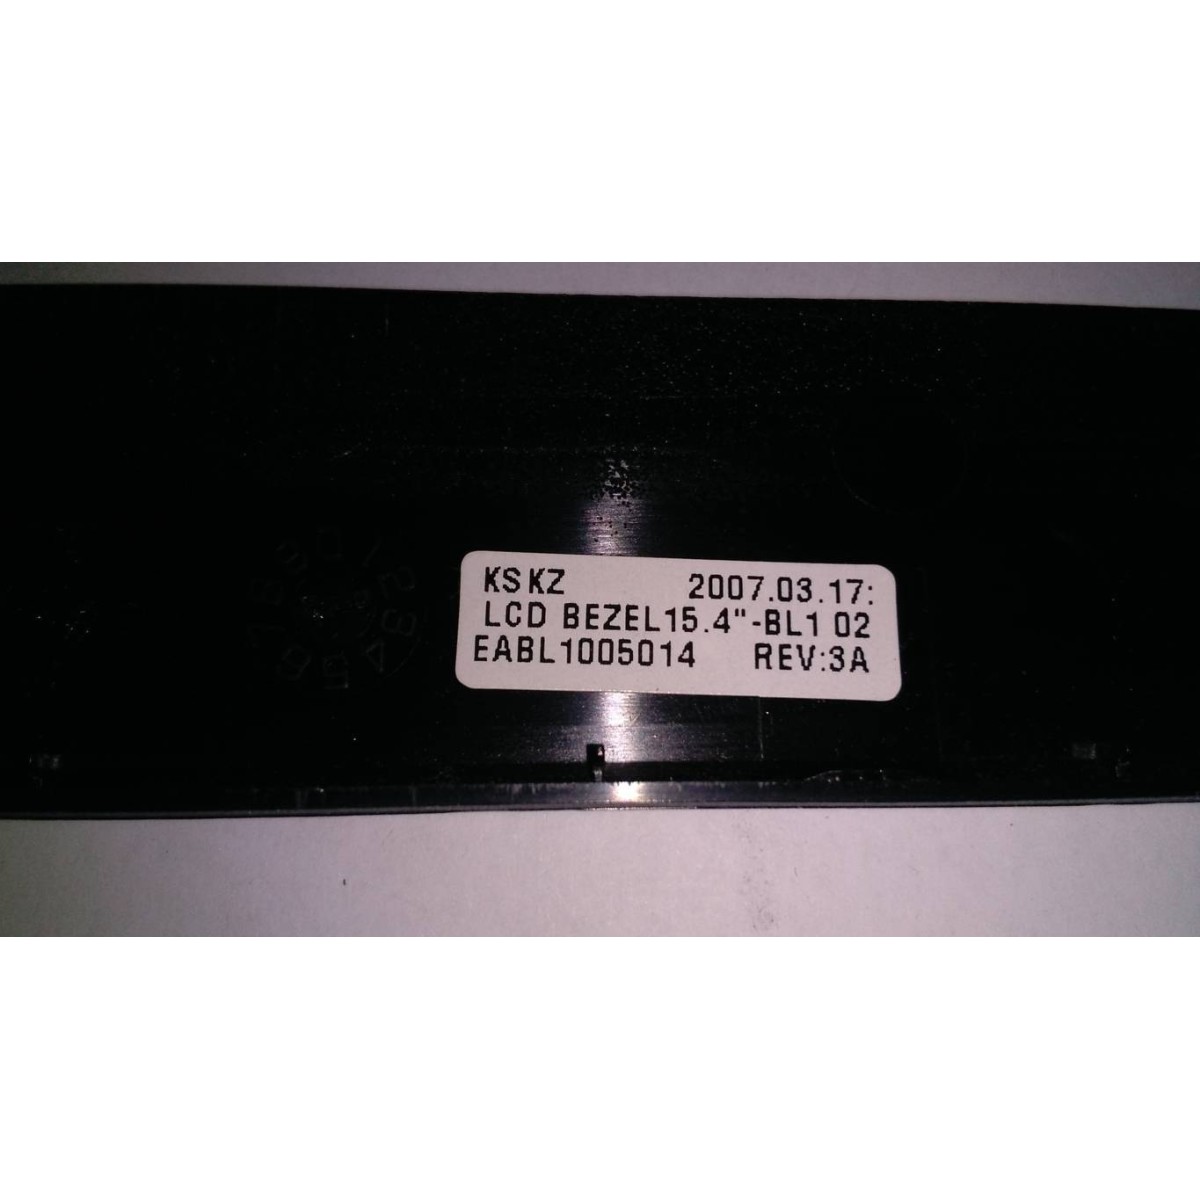 KS KZ 2007.03.17:
LCD BEZEL15.4"-BL1 02
EABL1005014 REV:3A